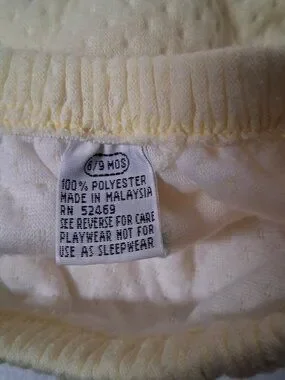 6/9 MOS
100% POLYESTER
MADE IN MALAYSIA
RN 52469
SEE REVERSE FOR CARE
PLAYWEAR NOT FOR
USE AS SLEEPWEAR